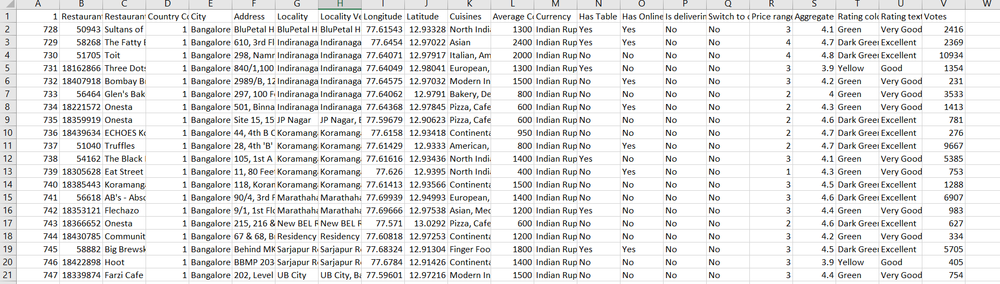 A B C D E F G H I J K L M N O P Q R S T U V W
1 1 Restaurant Restaurant Country Co City Address Locality Locality Ve Longitude Latitude Cuisines Average Co Currency Has Table Has Online Is deliverin Switch to o Price range Aggregate Rating colo Rating text Votes
2 728 50943 Sultans of 1 Bangalore BluPetal H BluPetal H BluPetal H 77.61543 12.93328 North Indi 1300 Indian Rup Yes Yes No No 3 4.1 Green Very Good 2416
3 729 58268 The Fatty B 1 Bangalore 610, 3rd Fl Indiranaga Indiranaga 77.6454 12.97022 Asian 2400 Indian Rup Yes Yes No No 4 4.7 Dark Green Excellent 2369
4 730 51705 Toit 1 Bangalore 298, Namm Indiranaga Indiranaga 77.64071 12.97917 Italian, Am 2000 Indian Rup No No No No 4 4.8 Dark Green Excellent 10934
5 731 18162866 Three Dots 1 Bangalore 840/1,100 Indiranaga Indiranaga 77.64049 12.98041 European, 1300 Indian Rup Yes No No No 3 3.9 Yellow Good 1354
6 732 18407918 Bombay Br 1 Bangalore 2989/B, 12 Indiranaga Indiranaga 77.64575 12.97032 Modern In 1500 Indian Rup No Yes No No 3 4.2 Green Very Good 231
7 733 56464 Glen's Bak 1 Bangalore 297, 100 F Indiranaga Indiranaga 77.64062 12.9791 Bakery, De 800 Indian Rup No No No No 2 4 Green Very Good 3533
8 734 18221572 Onesta 1 Bangalore 501, Binna Indiranaga Indiranaga 77.64368 12.97845 Pizza, Cafe 600 Indian Rup No Yes No No 2 4.3 Green Very Good 1413
9 735 18359919 Onesta 1 Bangalore Site 15, 15 JP Nagar JP Nagar, B 77.59679 12.90623 Pizza, Cafe 600 Indian Rup No No No No 2 4.6 Dark Green Excellent 781
10 736 18439634 ECHOES Ko 1 Bangalore 44, 4th B C Koramanga Koramanga 77.6158 12.93418 Continenta 950 Indian Rup No No No No 2 4.7 Dark Green Excellent 276
11 737 51040 Truffles 1 Bangalore 28, 4th 'B' Koramanga Koramanga 77.61429 12.9333 American, 800 Indian Rup No Yes No No 2 4.7 Dark Green Excellent 9667
12 738 54162 The Black 1 Bangalore 105, 1st A Koramanga Koramanga 77.61616 12.93436 North Indi 1400 Indian Rup Yes No No No 3 4.1 Green Very Good 5385
13 739 18305628 Eat Street 1 Bangalore 11, 80 Feet Koramanga Koramanga 77.626 12.9395 North Indi 400 Indian Rup No Yes No No 1 4.3 Green Very Good 753
14 740 18385443 Koramanga 1 Bangalore 118, Koran Koramanga Koramanga 77.61413 12.93566 Continenta 1500 Indian Rup No No No No 3 4.5 Dark Green Excellent 1288
15 741 56618 AB's - Abso 1 Bangalore 90/4, 3rd F Marathaha Marathaha 77.69939 12.94993 European, 1400 Indian Rup No No No No 3 4.6 Dark Green Excellent 6907
16 742 18353121 Flechazo 1 Bangalore 9/1, 1st Flo Marathaha Marathaha 77.69666 12.97538 Asian, Med 1200 Indian Rup Yes No No No 3 4.4 Green Very Good 983
17 743 18366652 Onesta 1 Bangalore 215, 216 & New BEL R New BEL R 77.571 13.0292 Pizza, Cafe 600 Indian Rup No No No No 2 4.6 Dark Green Excellent 627
18 744 18430785 Communit 1 Bangalore 67 & 68, Br Residency Residency 77.60818 12.97253 Continenta 1200 Indian Rup No No No No 3 4.2 Green Very Good 334
19 745 58882 Big Brewsk 1 Bangalore Behind MK Sarjapur Ro Sarjapur Ro 77.68324 12.91304 Finger Foo 1800 Indian Rup Yes Yes No No 3 4.5 Dark Green Excellent 5705
20 746 18422898 Hoot 1 Bangalore BBMP 203 Sarjapur Ro Sarjapur Ro 77.6784 12.91426 Continenta 1400 Indian Rup No No No No 3 3.9 Yellow Good 405
21 747 18339874 Farzi Cafe 1 Bangalore 202, Level UB City UB City, Ba 77.59601 12.97216 Modern In 1500 Indian Rup No No No No 3 4.4 Green Very Good 754